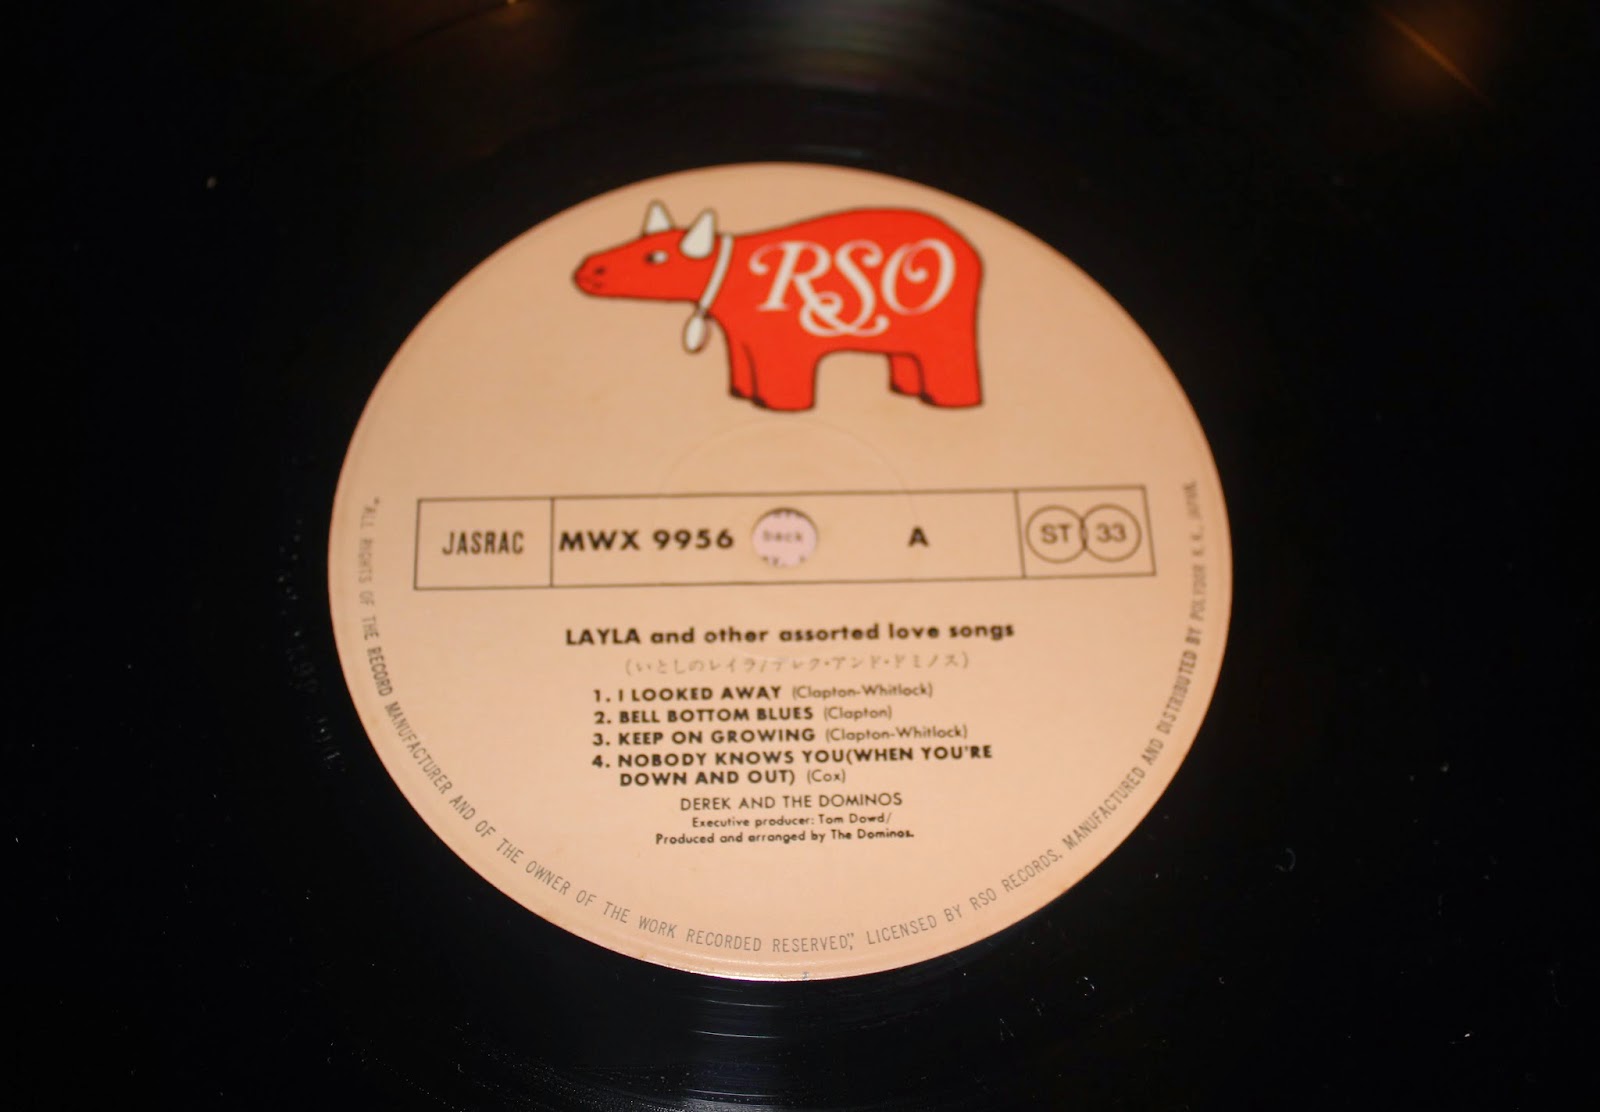 RSO
JASRAC
MWX 9956
back
A
ST 33
LAYLA and other assorted love songs
(いとしのレイラ/デレク・アンド・ドミノス)
1. I LOOKED AWAY (Clapton-Whitlock)
2. BELL BOTTOM BLUES (Clapton)
3. KEEP ON GROWING (Clapton-Whitlock)
4. NOBODY KNOWS YOU(WHEN YOU'RE
DOWN AND OUT) (Cox)
DEREK AND THE DOMINOS
Executive producer: Tom Dowd/
Produced and arranged by The Dominos.
"ALL RIGHTS OF THE RECORD MANUFACTURER AND OF THE OWNER OF THE WORK RECORDED RESERVED", LICENSED BY RSO RECORDS. MANUFACTURED AND DISTRIBUTED BY POLYDOR K. K., JAPAN.